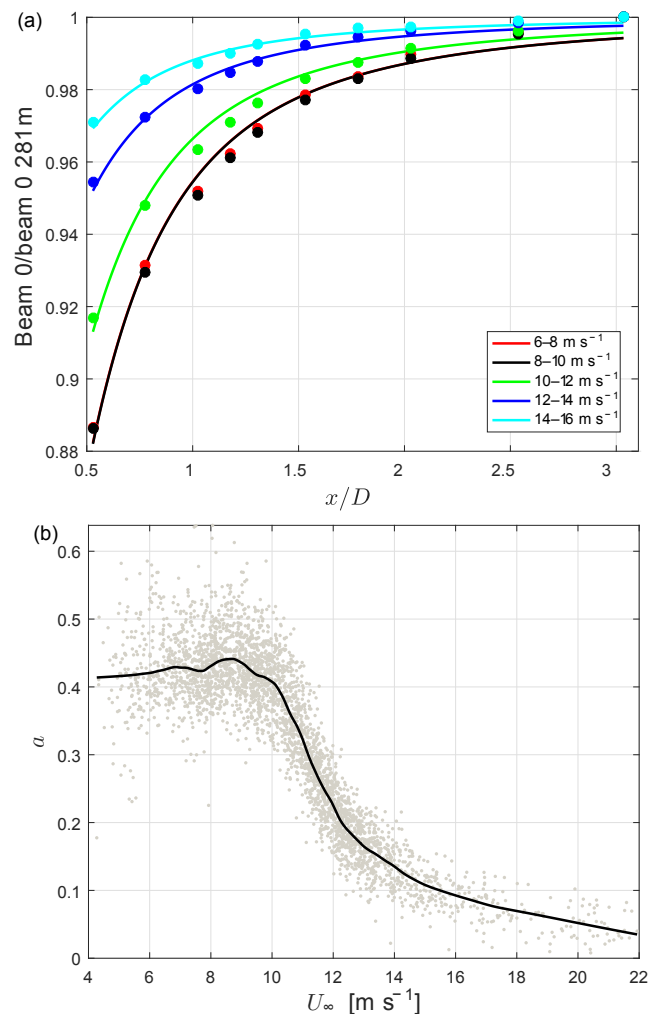 (a)
1
0.98
0.96
0.94
0.92
0.9
0.88
Beam 0/beam 0 281m
6–8 m s⁻¹
8–10 m s⁻¹
10–12 m s⁻¹
12–14 m s⁻¹
14–16 m s⁻¹
0.5 1 1.5 2 2.5 3
x/D
(b)
0.6
0.5
0.4
0.3
0.2
0.1
0
a
4 6 8 10 12 14 16 18 20 22
U∞ [m s⁻¹]